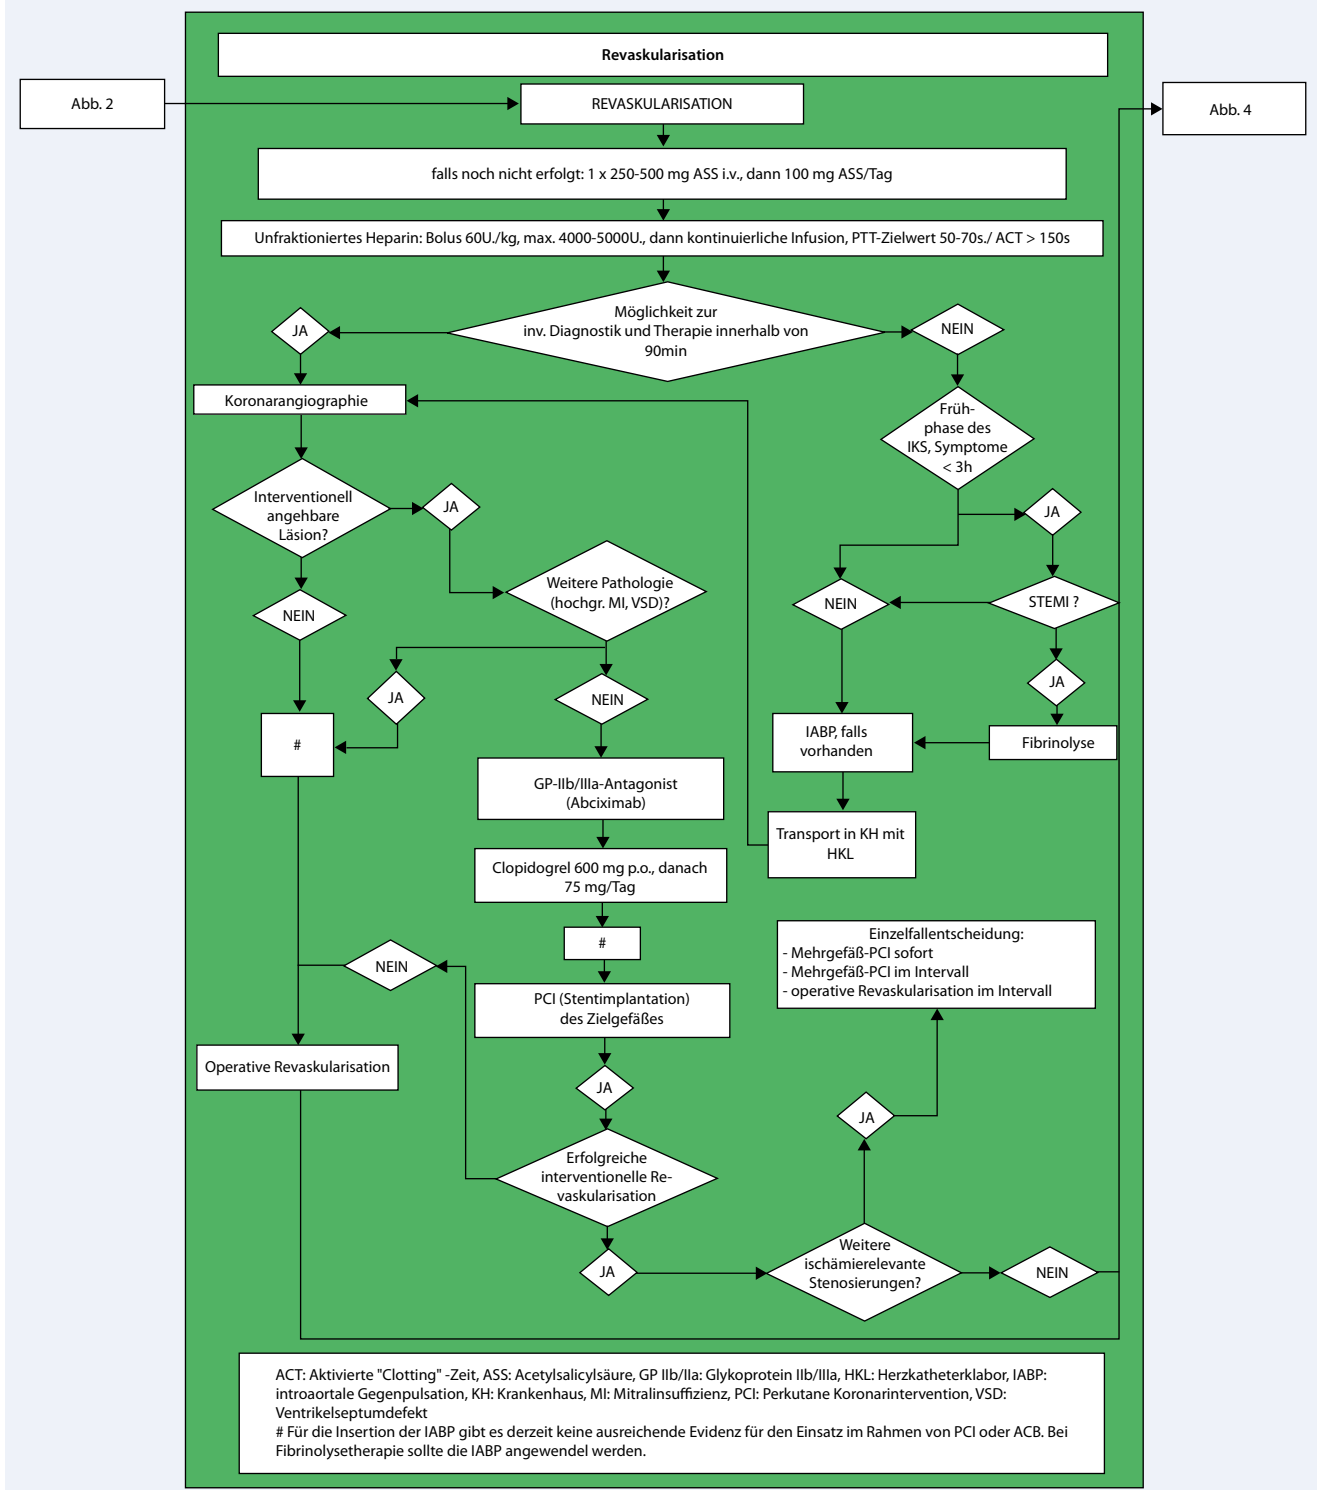 Revaskularisation
Abb. 2
REVASKULARISATION
Abb. 4
falls noch nicht erfolgt: 1 x 250-500 mg ASS i.v., dann 100 mg ASS/Tag
Unfraktioniertes Heparin: Bolus 60U./kg, max. 4000-5000U., dann kontinuierliche Infusion, PTT-Zielwert 50-70s./ ACT > 150s
Möglichkeit zur
inv. Diagnostik und Therapie innerhalb von
90min
JA
NEIN
Koronarangiographie
Früh-
phase des
IKS, Symptome
< 3h
Interventionell
angehbare
Läsion?
JA
JA
Weitere Pathologie
(hochgr. MI, VSD)?
NEIN
NEIN
STEMI ?
JA
NEIN
JA
#
IABP, falls
vorhanden
Fibrinolyse
GP-IIb/IIIa-Antagonist
(Abciximab)
Transport in KH mit
HKL
Clopidogrel 600 mg p.o., danach
75 mg/Tag
#
Einzelfallentscheidung:
- Mehrgefäß-PCI sofort
- Mehrgefäß-PCI im Intervall
- operative Revaskularisation im Intervall
NEIN
PCI (Stentimplantation)
des Zielgefäßes
Operative Revaskularisation
JA
JA
Erfolgreiche
interventionelle Re-
vaskularisation
JA
Weitere
ischämierelevante
Stenosierungen?
NEIN
ACT: Aktivierte "Clotting" -Zeit, ASS: Acetylsalicylsäure, GP IIb/IIa: Glykoprotein IIb/IIIa, HKL: Herzkatheterklabor, IABP:
introaortale Gegenpulsation, KH: Krankenhaus, MI: Mitralinsuffizienz, PCI: Perkutane Koronarintervention, VSD:
Ventrikelseptumdefekt
# Für die Insertion der IABP gibt es derzeit keine ausreichende Evidenz für den Einsatz im Rahmen von PCI oder ACB. Bei
Fibrinolysetherapie sollte die IABP angewendel werden.